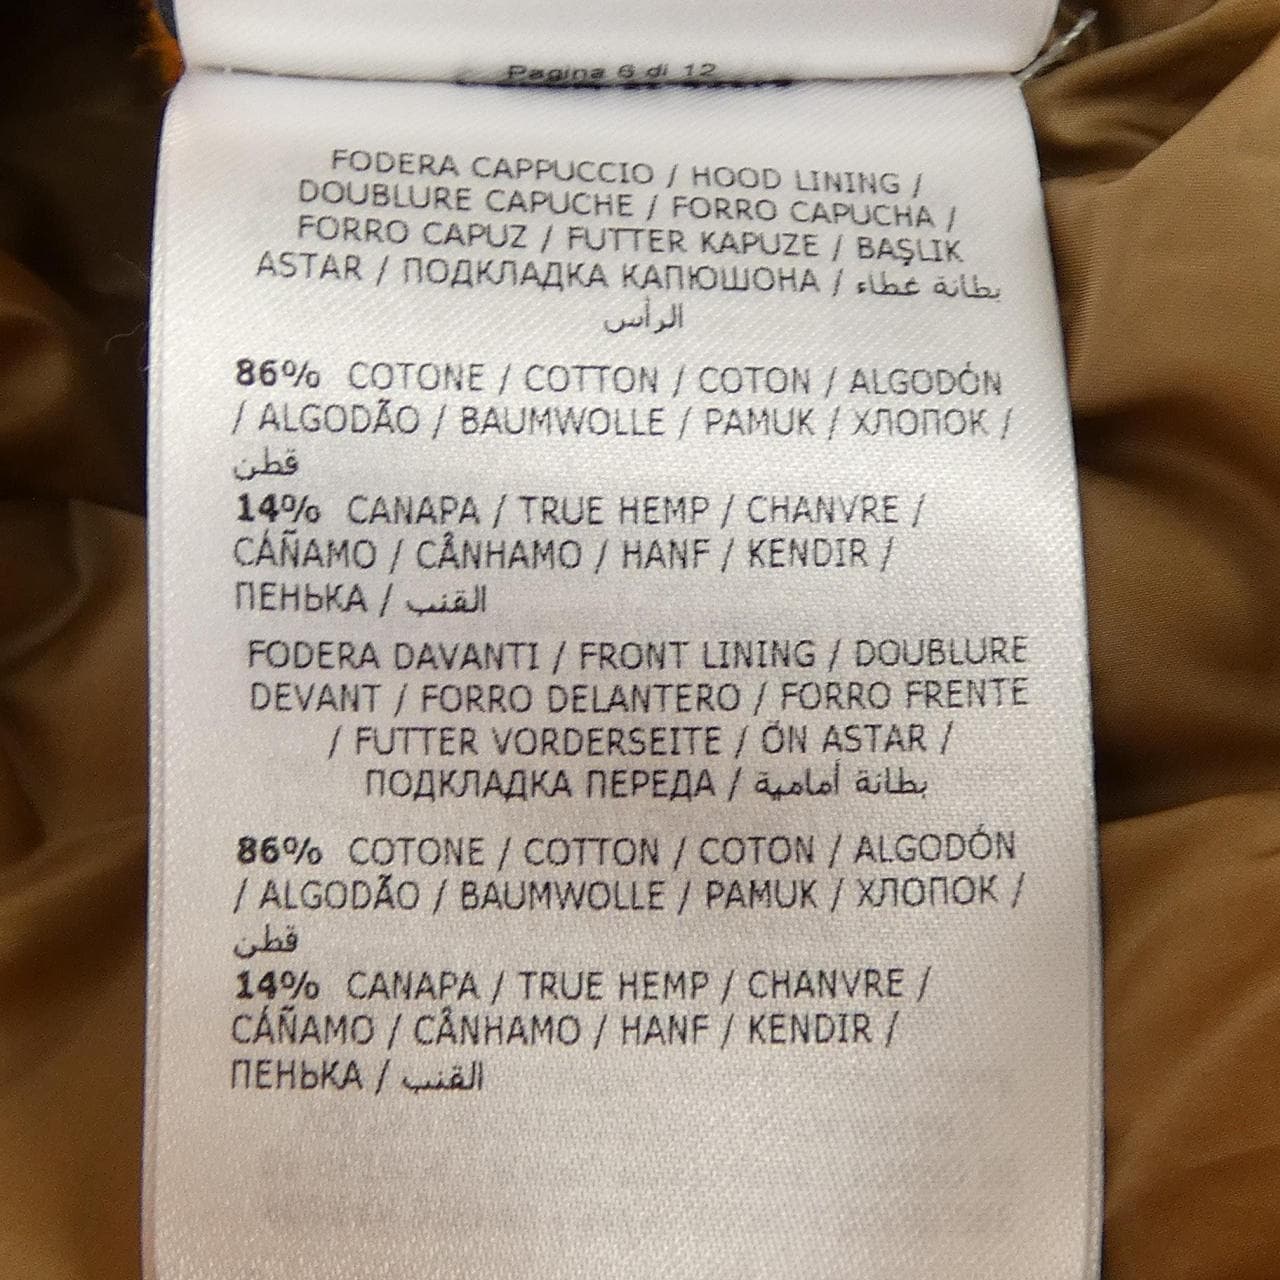 Pagina 6 di 12
FODERA CAPPUCCIO / HOOD LINING /
DOUBLURE CAPUCHE / FORRO CAPUCHA /
FORRO CAPUZ / FUTTER KAPUZE / BAŞLIK
ASTAR / ПОДКЛАДКА КАПЮШОНА / بطانة غطاء
الرأس
86% COTONE / COTTON / COTON / ALGODÓN
/ ALGODÃO / BAUMWOLLE / PAMUK / ХЛОПОК /
قطن
14% CANAPA / TRUE HEMP / CHANVRE /
CÁÑAMO / CÂNHAMO / HANF / KENDIR /
ПЕНЬКА / القنب
FODERA DAVANTI / FRONT LINING / DOUBLURE
DEVANT / FORRO DELANTERO / FORRO FRENTE
/ FUTTER VORDERSEITE / ÖN ASTAR /
ПОДКЛАДКА ПЕРЕДА / بطانة أمامية
86% COTONE / COTTON / COTON / ALGODÓN
/ ALGODÃO / BAUMWOLLE / PAMUK / ХЛОПОК /
قطن
14% CANAPA / TRUE HEMP / CHANVRE /
CÁÑAMO / CÂNHAMO / HANF / KENDIR /
ПЕНЬКА / القنب